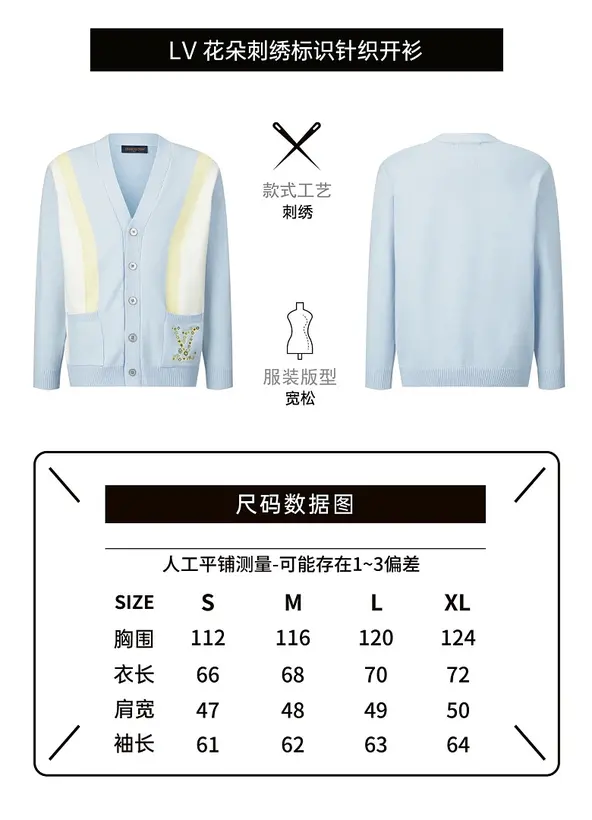 LV 花朵刺绣标识针织开衫
款式工艺
刺绣
服装版型
宽松
尺码数据图
人工平铺测量-可能存在1~3偏差
SIZE S M L XL
胸围 112 116 120 124
衣长 66 68 70 72
肩宽 47 48 49 50
袖长 61 62 63 64